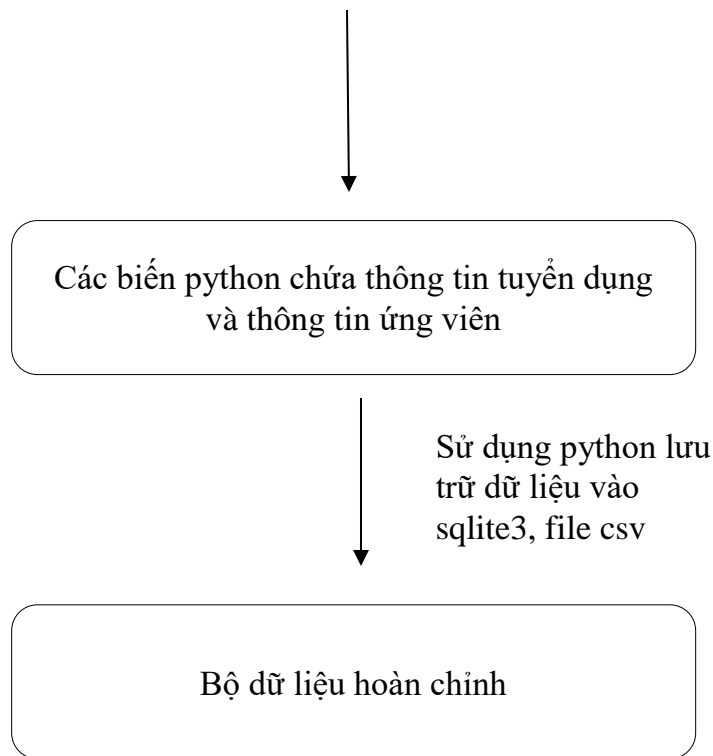 Các biến python chứa thông tin tuyển dụng
và thông tin ứng viên
Sử dụng python lưu
trữ dữ liệu vào
sqlite3, file csv
Bộ dữ liệu hoàn chỉnh